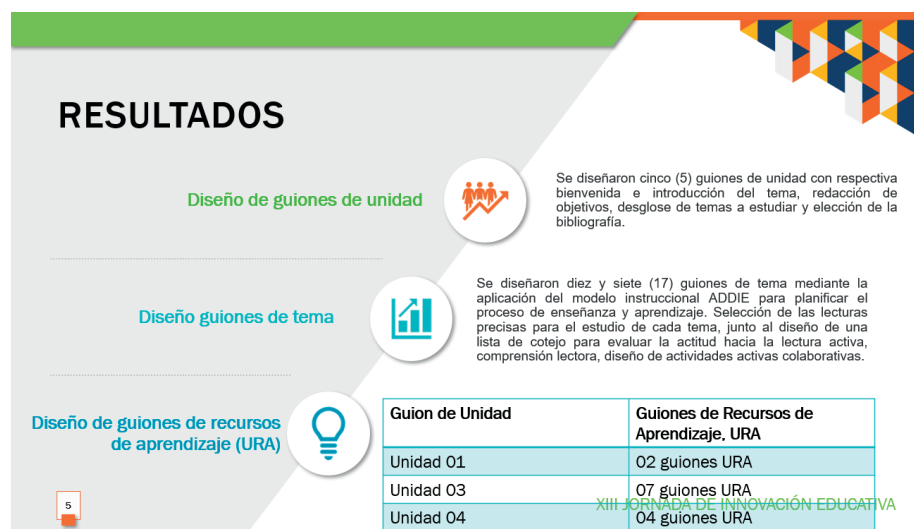 RESULTADOS
Diseño de guiones de unidad
Se diseñaron cinco (5) guiones de unidad con respectiva
bienvenida e introducción del tema, redacción de
objetivos, desglose de temas a estudiar y elección de la
bibliografía.
Diseño guiones de tema
Se diseñaron diez y siete (17) guiones de tema mediante la
aplicación del modelo instruccional ADDIE para planificar el
proceso de enseñanza y aprendizaje. Selección de las lecturas
precisas para el estudio de cada tema, junto al diseño de una
lista de cotejo para evaluar la actitud hacia la lectura activa,
comprensión lectora, diseño de actividades activas colaborativas.
Diseño de guiones de recursos
de aprendizaje (URA)
Guion de Unidad
Guiones de Recursos de
Aprendizaje, URA
Unidad 01
02 guiones URA
Unidad 03
07 guiones URA
Unidad 04
04 guiones URA
XIII JORNADA DE INNOVACIÓN EDUCATIVA
5